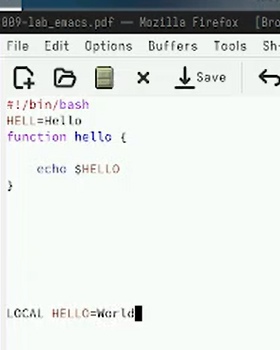 009-lab_emacs.pdf — Mozilla Firefox [Bro
File Edit Options Buffers Tools Sh
Save
#!/bin/bash
HELL=Hello
function hello {
echo $HELLO
}
LOCAL HELLO=World